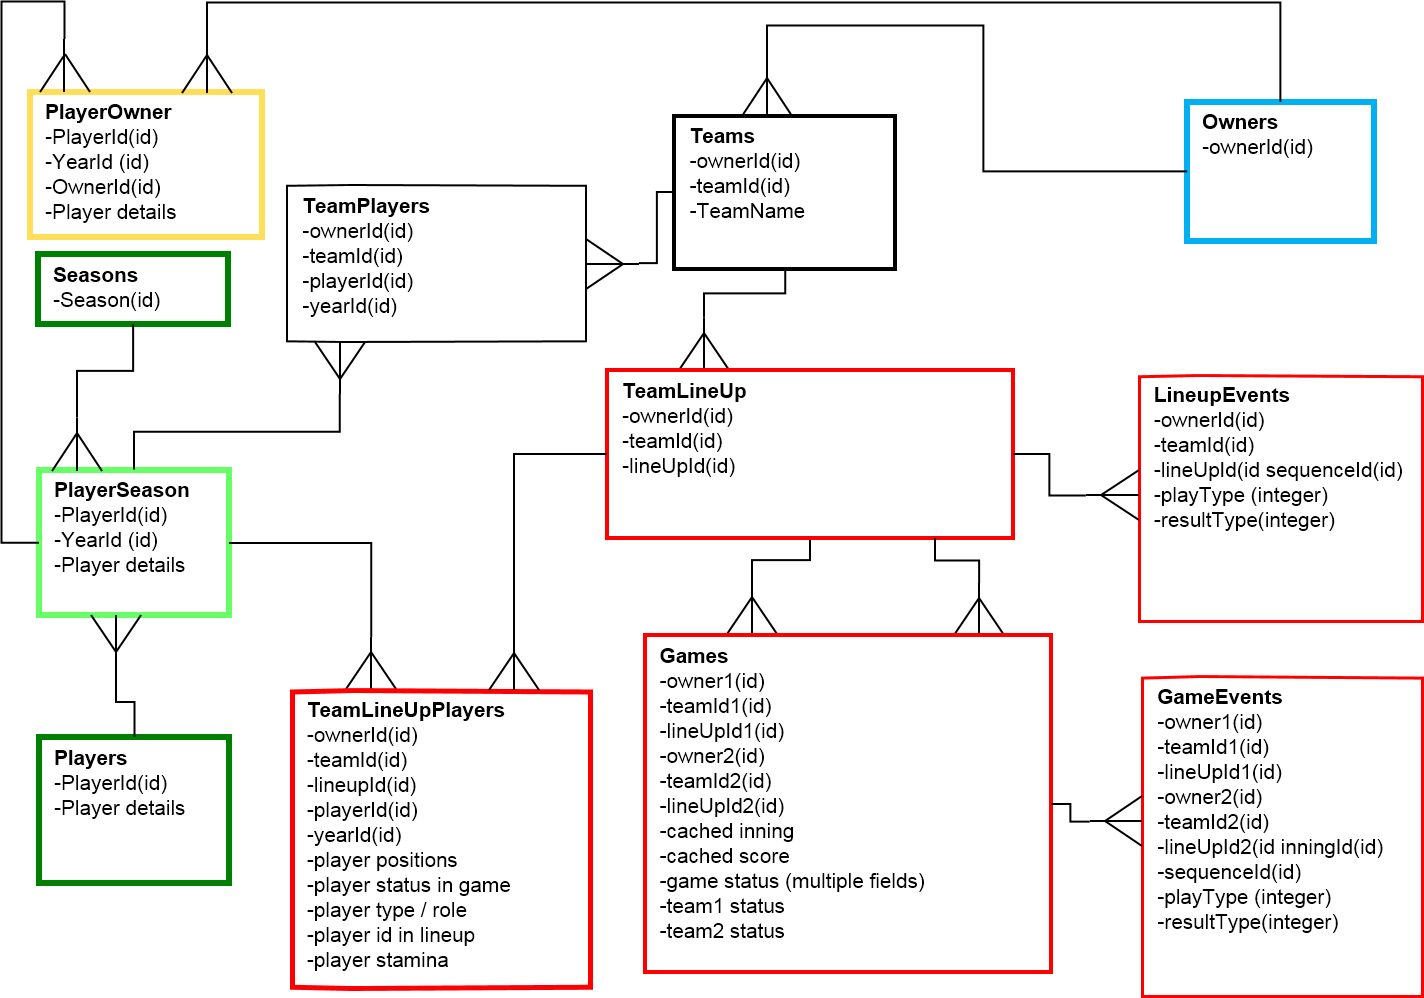 PlayerOwner
-PlayerId(id)
-YearId (id)
-OwnerId(id)
-Player details
Seasons
-Season(id)
TeamPlayers
-ownerId(id)
-teamId(id)
-playerId(id)
-yearId(id)
Teams
-ownerId(id)
-teamId(id)
-TeamName
Owners
-ownerId(id)
PlayerSeason
-PlayerId(id)
-YearId (id)
-Player details
TeamLineUp
-ownerId(id)
-teamId(id)
-lineUpId(id)
LineupEvents
-ownerId(id)
-teamId(id)
-lineUpId(id sequenceId(id)
-playType (integer)
-resultType(integer)
Players
-PlayerId(id)
-Player details
TeamLineUpPlayers
-ownerId(id)
-teamId(id)
-lineupId(id)
-playerId(id)
-yearId(id)
-player positions
-player status in game
-player type / role
-player id in lineup
-player stamina
Games
-owner1(id)
-teamId1(id)
-lineUpId1(id)
-owner2(id)
-teamId2(id)
-lineUpId2(id)
-cached inning
-cached score
-game status (multiple fields)
-team1 status
-team2 status
GameEvents
-owner1(id)
-teamId1(id)
-lineUpId1(id)
-owner2(id)
-teamId2(id)
-lineUpId2(id inningId(id)
-sequenceId(id)
-playType (integer)
-resultType(integer)